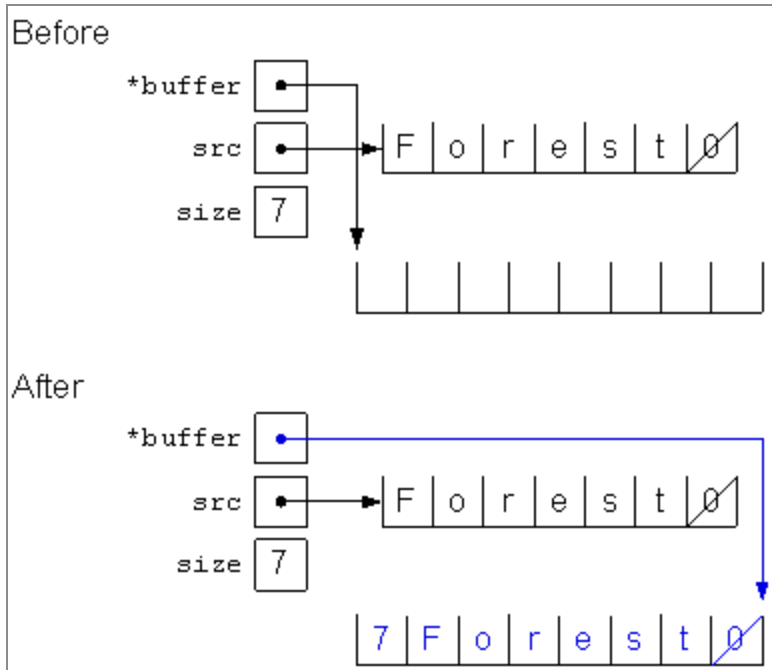 Before
*buffer
src F o r e s t 0
size 7
After
*buffer
src F o r e s t 0
size 7
7 F o r e s t 0